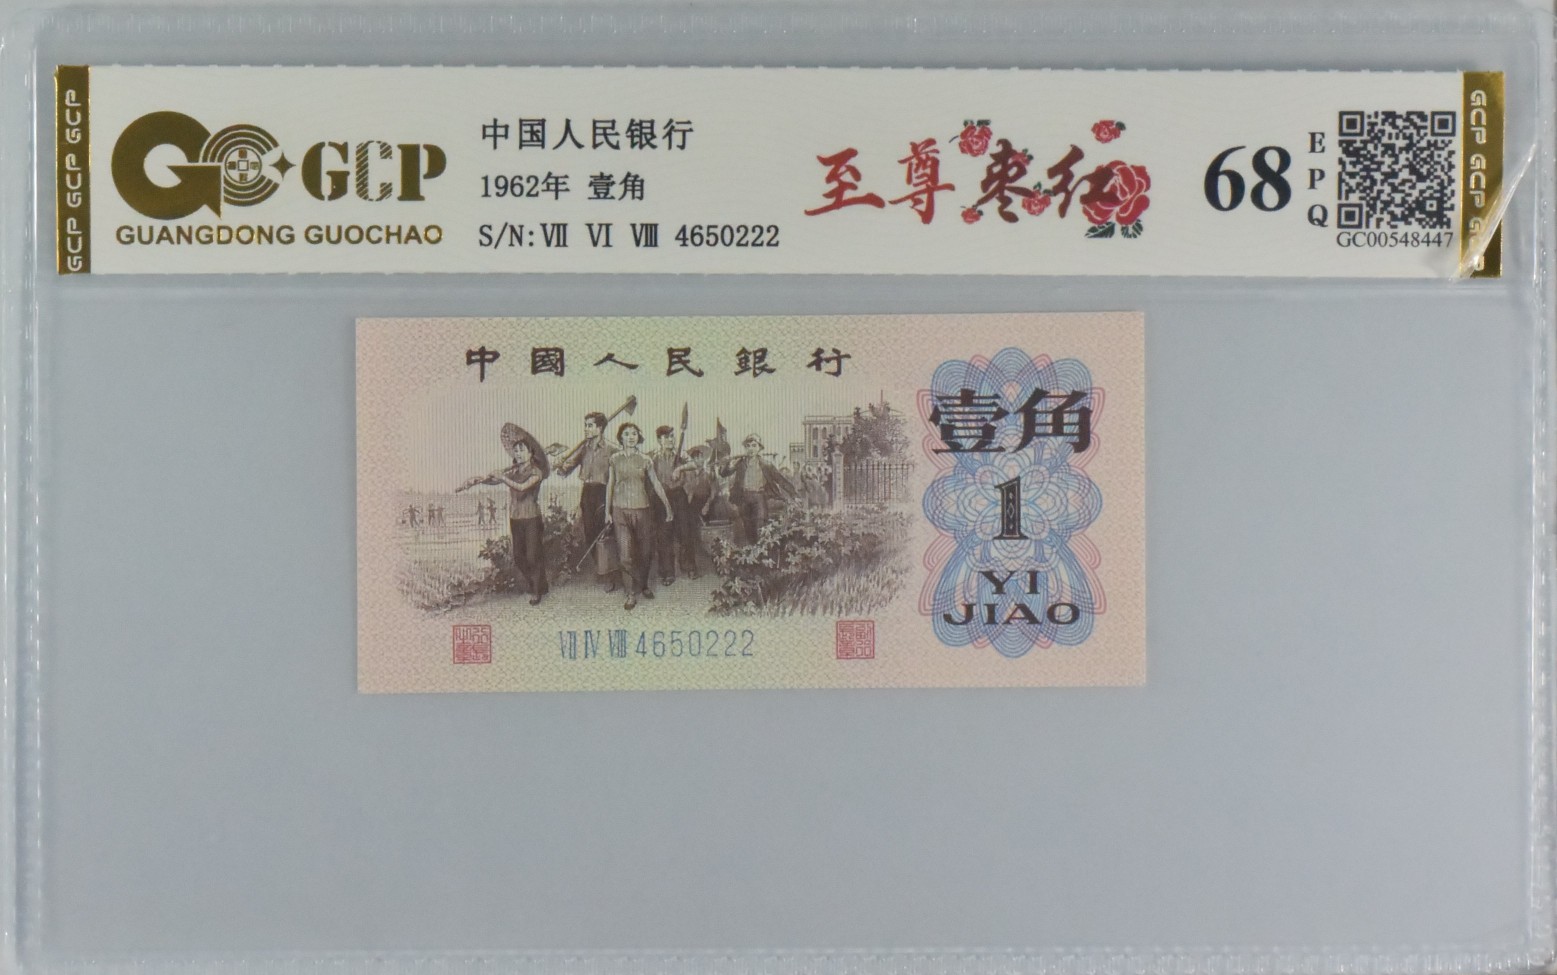 GCP GCP GCP
GCP
GUANGDONG GUOCHAO
中国人民银行
1962年 壹角
S/N:Ⅶ Ⅵ Ⅷ 4650222
至尊枣红
68
EPQ
GC00548447
GCP GCP GCP
中國人民銀行
壹角
1
YI
JIAO
Ⅶ Ⅳ Ⅷ 4650222